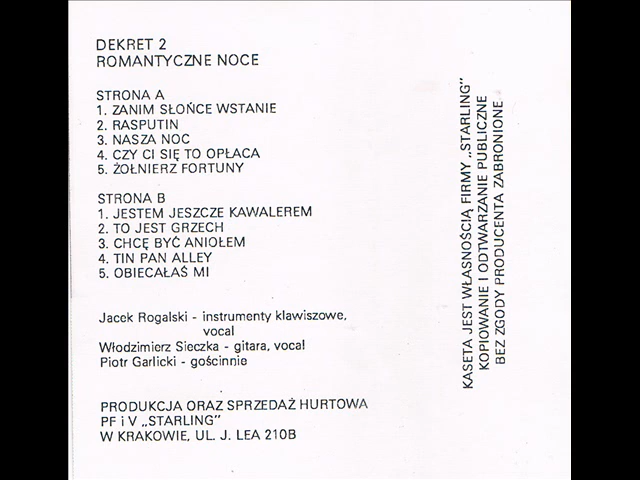 DEKRET 2
ROMANTYCZNE NOCE
STRONA A
1. ZANIM SŁOŃCE WSTANIE
2. RASPUTIN
3. NASZA NOC
4. CZY CI SIĘ TO OPŁACA
5. ŻOŁNIERZ FORTUNY
STRONA B
1. JESTEM JESZCZE KAWALEREM
2. TO JEST GRZECH
3. CHCĘ BYĆ ANIOŁEM
4. TIN PAN ALLEY
5. OBIECAŁAŚ MI
Jacek Rogalski - instrumenty klawiszowe,
vocal
Włodzimierz Sieczka - gitara, vocal
Piotr Garlicki - gościnnie
PRODUKCJA ORAZ SPRZEDAŻ HURTOWA
PF i V „STARLING”
W KRAKOWIE, UL. J. LEA 210B
KASETA JEST WŁASNOŚCIĄ FIRMY „STARLING”
KOPIOWANIE I ODTWARZANIE PUBLICZNE
BEZ ZGODY PRODUCENTA ZABRONIONE